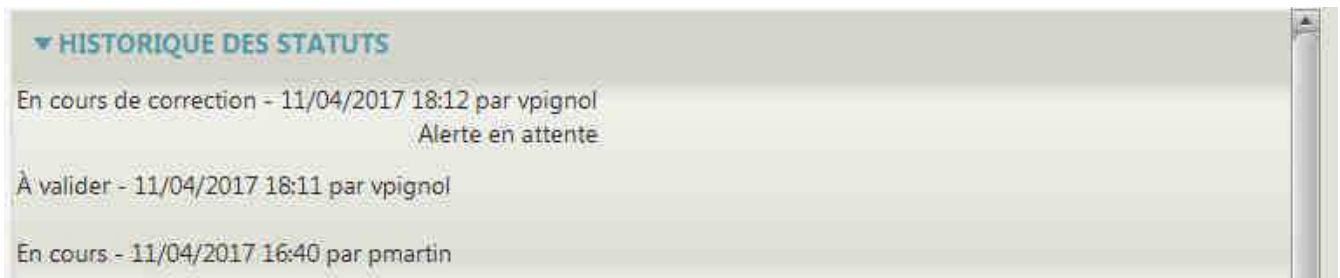 HISTORIQUE DES STATUTS
En cours de correction - 11/04/2017 18:12 par vpignol
Alerte en attente
À valider - 11/04/2017 18:11 par vpignol
En cours - 11/04/2017 16:40 par pmartin